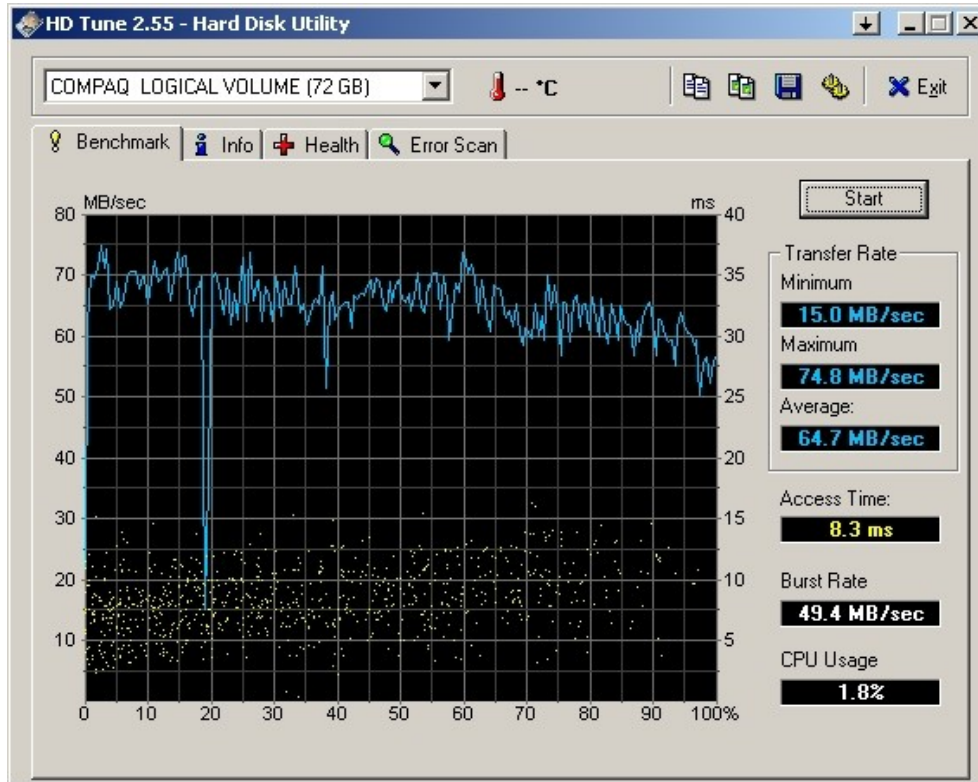 HD Tune 2.55 - Hard Disk Utility
COMPAQ LOGICAL VOLUME (72 GB)
-- °C
Exit
Benchmark
Info
Health
Error Scan
MB/sec
ms
80
70
60
50
40
30
20
10
40
35
30
25
20
15
10
5
0 10 20 30 40 50 60 70 80 90 100%
Start
Transfer Rate
Minimum
15.0 MB/sec
Maximum
74.8 MB/sec
Average:
64.7 MB/sec
Access Time:
8.3 ms
Burst Rate
49.4 MB/sec
CPU Usage
1.8%